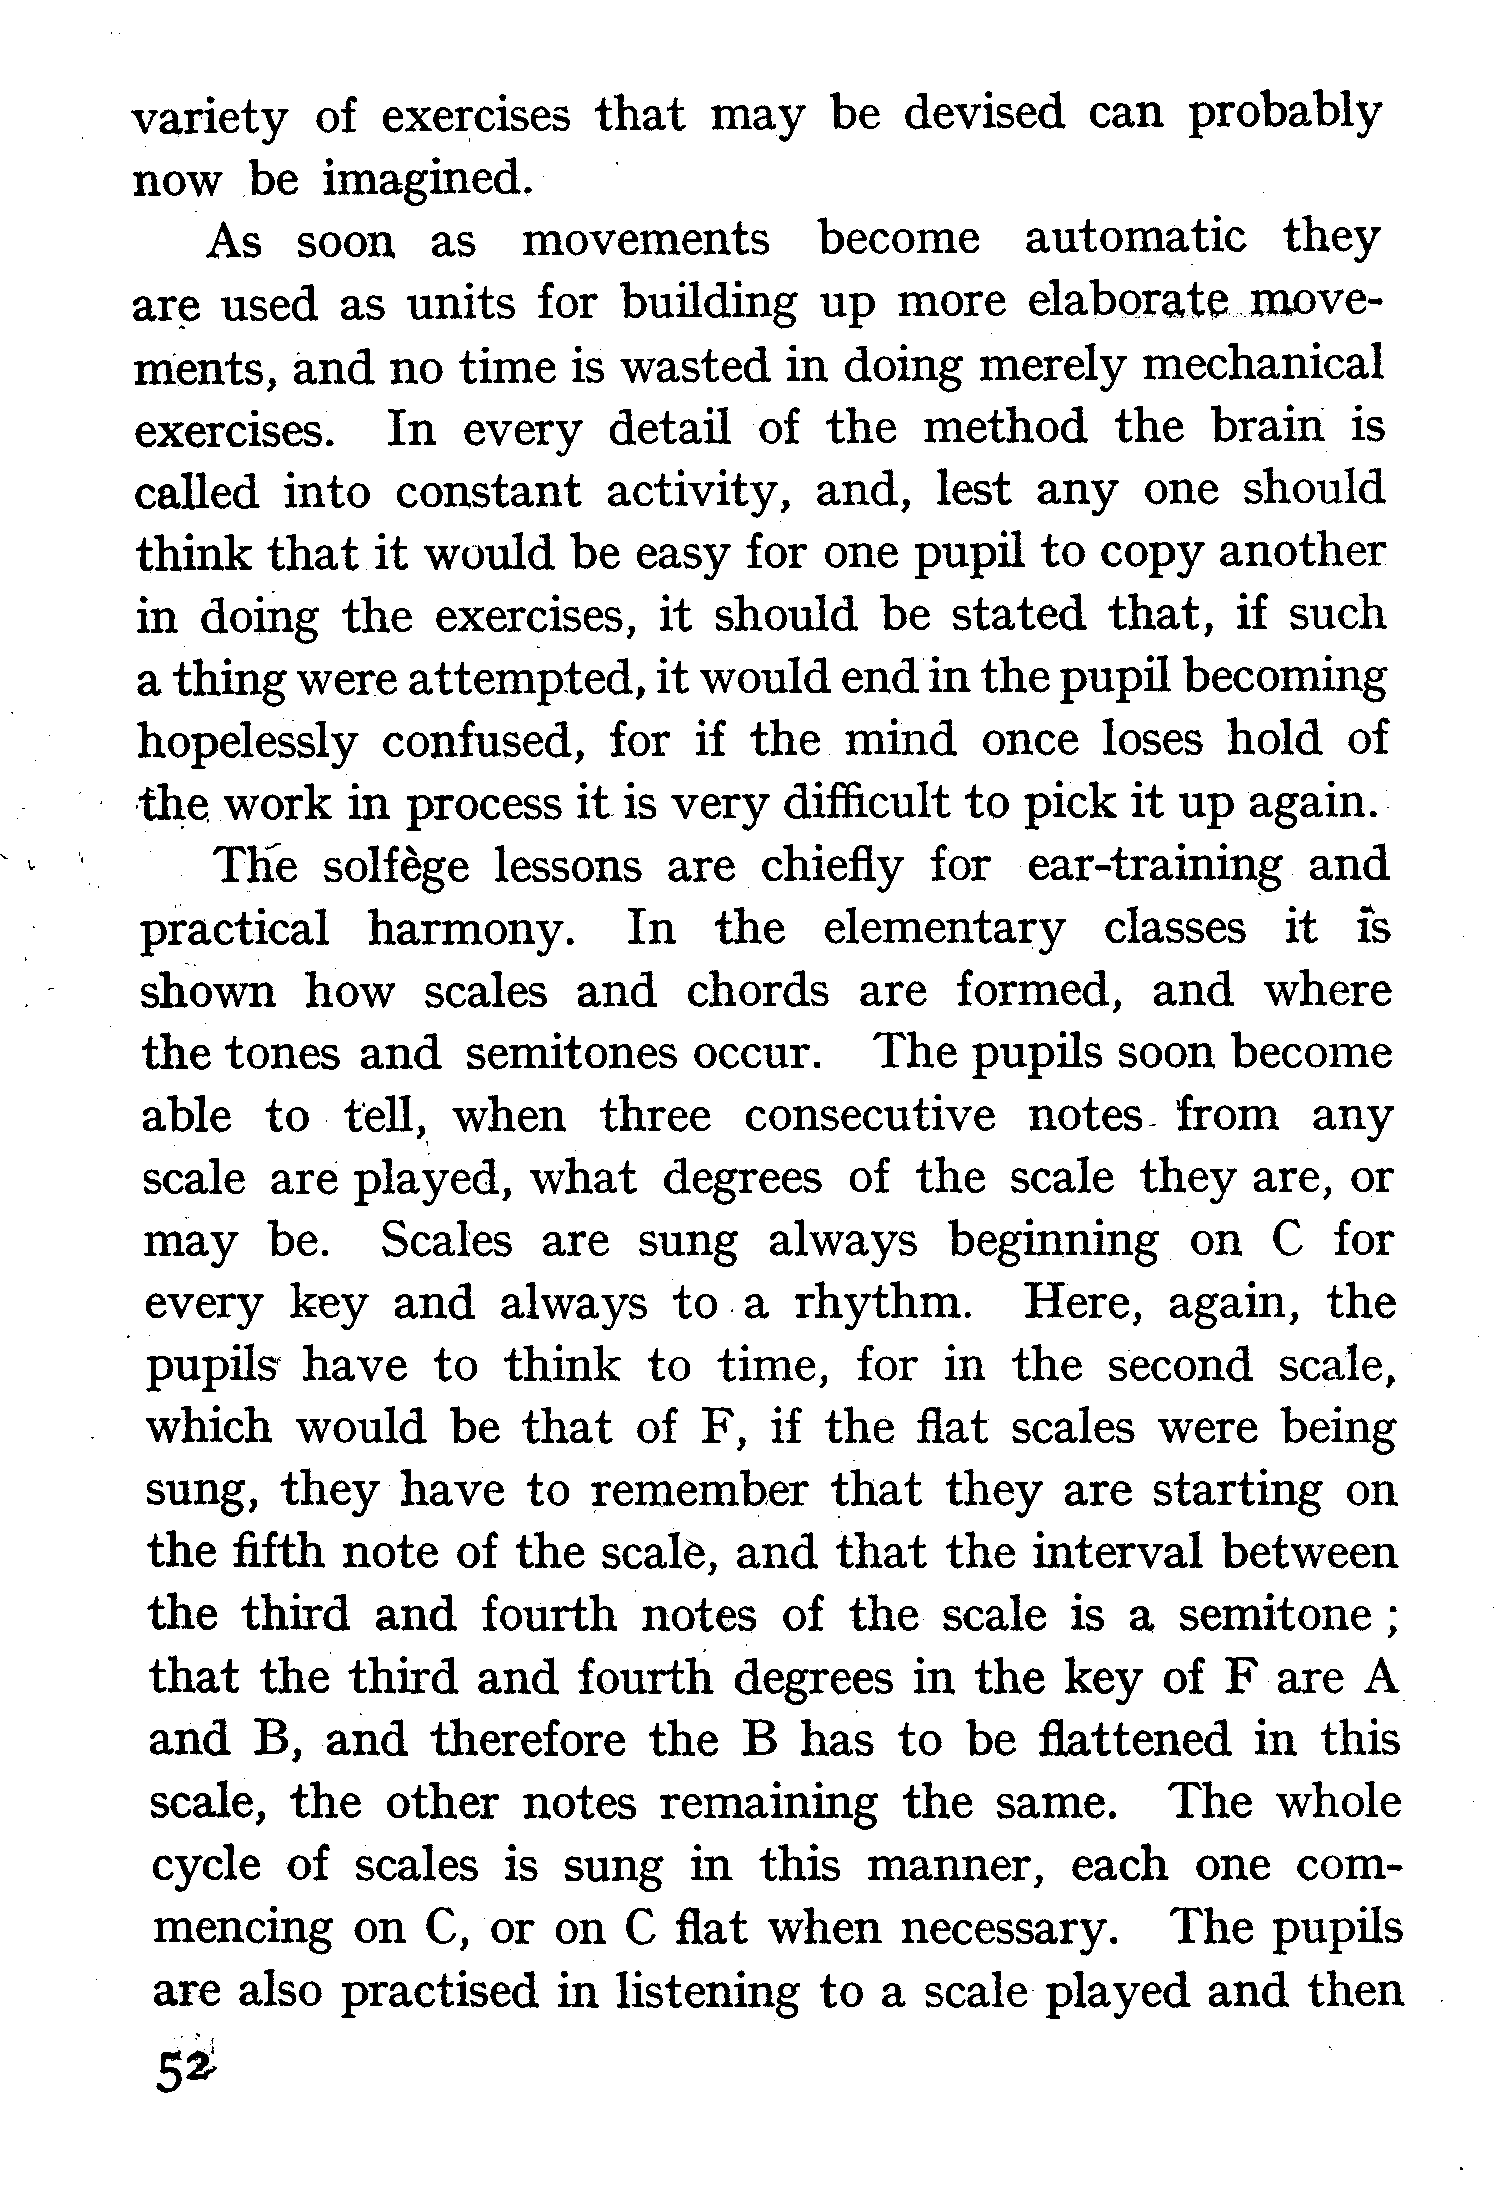 variety of exercises that may be devised can probably
now be imagined.
As soon as movements become automatic they
are used as units for building up more elaborate move-
ments, and no time is wasted in doing merely mechanical
exercises. In every detail of the method the brain is
called into constant activity, and, lest any one should
think that it would be easy for one pupil to copy another
in doing the exercises, it should be stated that, if such
a thing were attempted, it would end in the pupil becoming
hopelessly confused, for if the mind once loses hold of
the work in process it is very difficult to pick it up again.
The solfège lessons are chiefly for ear-training and
practical harmony. In the elementary classes it is
shown how scales and chords are formed, and where
the tones and semitones occur. The pupils soon become
able to tell, when three consecutive notes from any
scale are played, what degrees of the scale they are, or
may be. Scales are sung always beginning on C for
every key and always to a rhythm. Here, again, the
pupils have to think to time, for in the second scale,
which would be that of F, if the flat scales were being
sung, they have to remember that they are starting on
the fifth note of the scale, and that the interval between
the third and fourth notes of the scale is a semitone ;
that the third and fourth degrees in the key of F are A
and B, and therefore the B has to be flattened in this
scale, the other notes remaining the same. The whole
cycle of scales is sung in this manner, each one com-
mencing on C, or on C flat when necessary. The pupils
are also practised in listening to a scale played and then
52